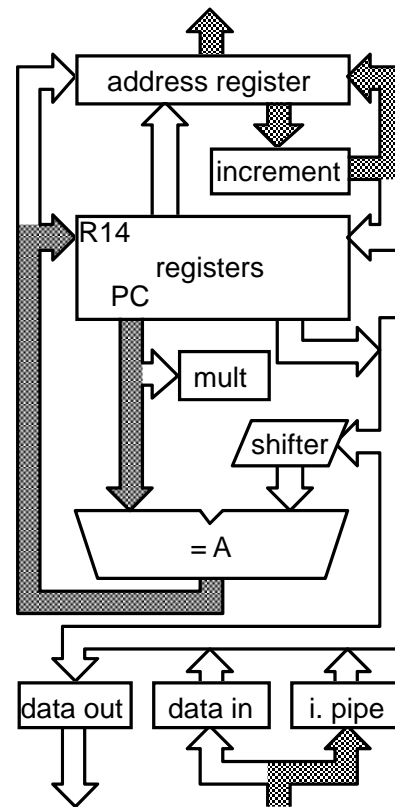 address register
increment
R14
registers
PC
mult
shifter
= A
data out
data in
i. pipe